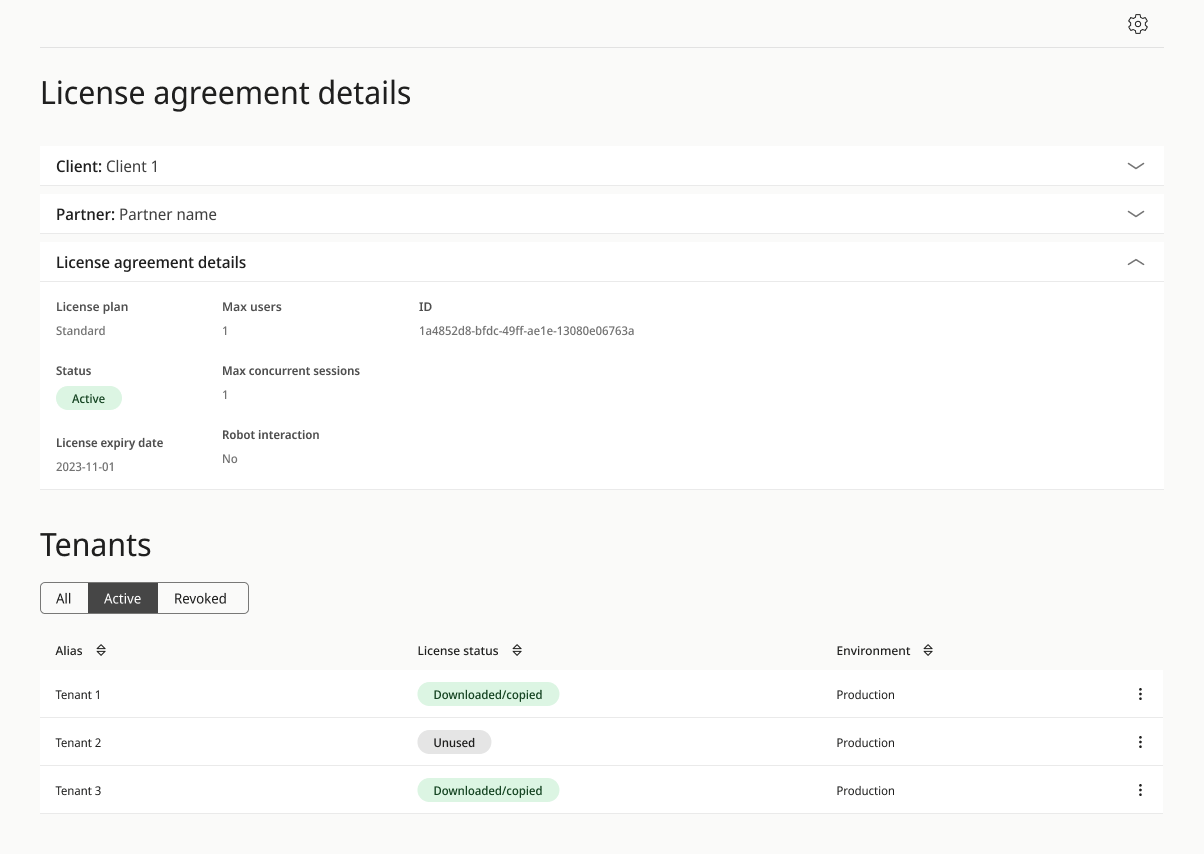 License agreement details
Client: Client 1
Partner: Partner name
License agreement details
License plan Max users ID
Standard 1 1a4852d8-bfdc-49ff-ae1e-13080e06763a
Status Max concurrent sessions
Active 1
License expiry date Robot interaction
2023-11-01 No
Tenants
All Active Revoked
Alias License status Environment
Tenant 1 Downloaded/copied Production
Tenant 2 Unused Production
Tenant 3 Downloaded/copied Production